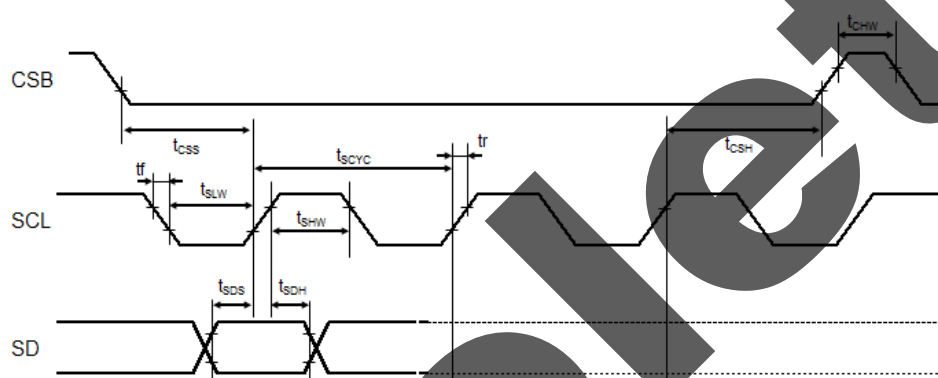 CSB
tCHW
tCSS
tCSH
tf
tSCYC
tr
tSLW
SCL
tSHW
tSDS
tSDH
SD